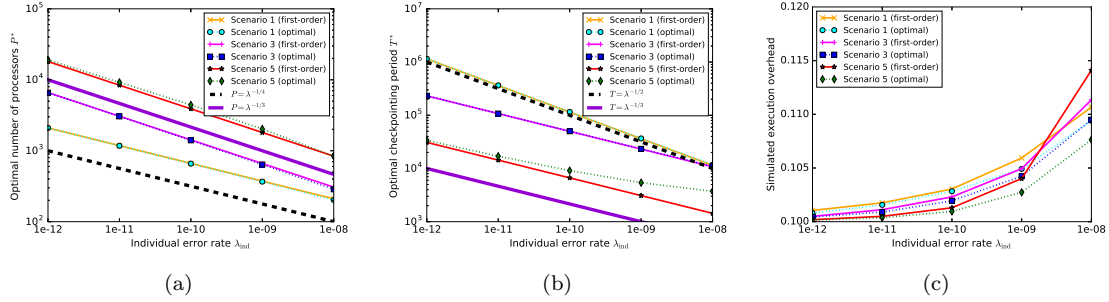 10^5
10^4
10^3
10^2
Optimal number of processors P*
Scenario 1 (first-order)
Scenario 1 (optimal)
Scenario 3 (first-order)
Scenario 3 (optimal)
Scenario 5 (first-order)
Scenario 5 (optimal)
P = λ^{-1/4}
P = λ^{-1/3}
1e-12 1e-11 1e-10 1e-09 1e-08
Individual error rate λ_ind
(a)
10^7
10^6
10^5
10^4
10^3
Optimal checkpointing period T*
Scenario 1 (first-order)
Scenario 1 (optimal)
Scenario 3 (first-order)
Scenario 3 (optimal)
Scenario 5 (first-order)
Scenario 5 (optimal)
T = λ^{-1/2}
T = λ^{-1/3}
1e-12 1e-11 1e-10 1e-09 1e-08
Individual error rate λ_ind
(b)
0.120
0.115
0.110
0.105
0.100
Simulated execution overhead
Scenario 1 (first-order)
Scenario 1 (optimal)
Scenario 3 (first-order)
Scenario 3 (optimal)
Scenario 5 (first-order)
Scenario 5 (optimal)
1e-12 1e-11 1e-10 1e-09 1e-08
Individual error rate λ_ind
(c)